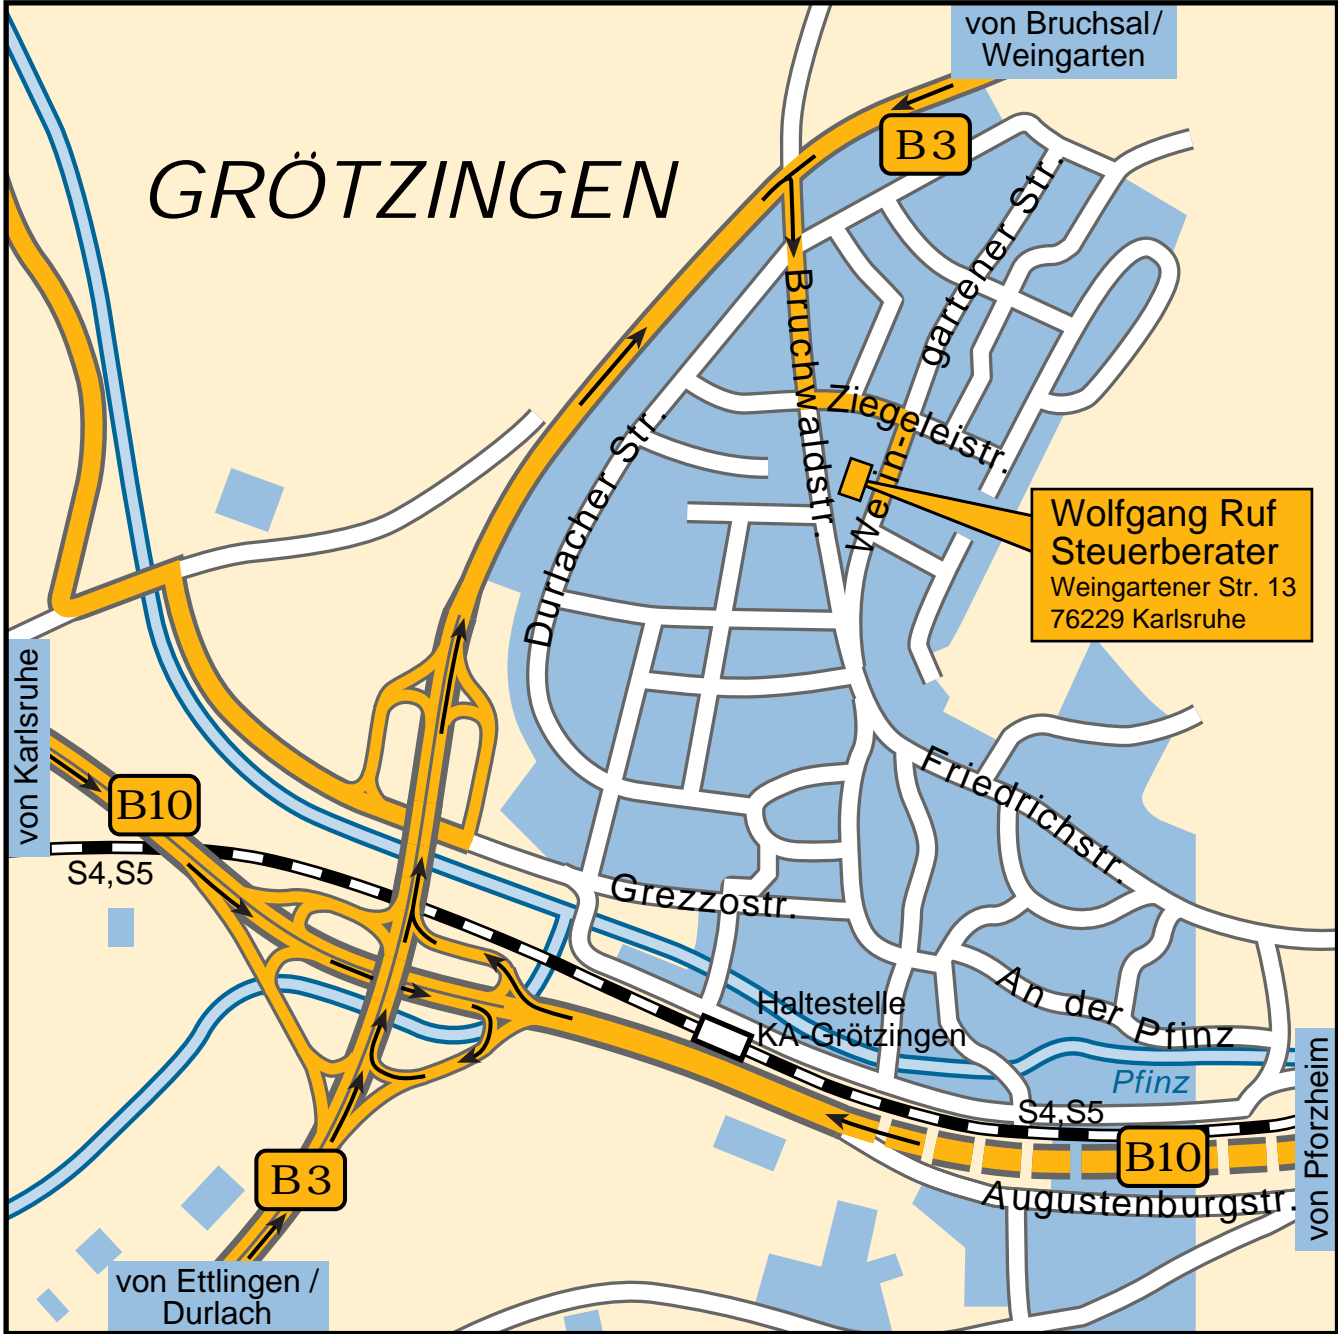 von Bruchsal/
Weingarten
B3
GRÖTZINGEN
Bruchwaldstr.
Wein-
gartener Str.
Ziegeleistr.
Durlacher Str.
Wolfgang Ruf
Steuerberater
Weingartener Str. 13
76229 Karlsruhe
von Karlsruhe
B10
S4,S5
Friedrichstr.
Grezzostr.
An der Pfinz
Haltestelle
KA-Grötzingen
Pfinz
S4,S5
B10
von Pforzheim
B3
Augustenburgstr.
von Ettlingen /
Durlach